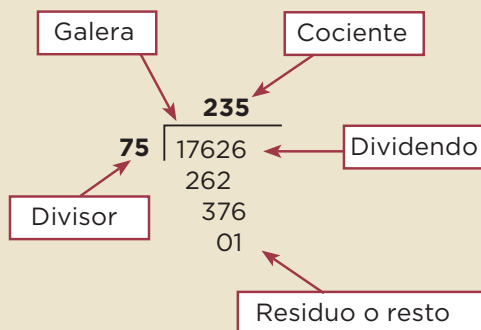 Galera
Cociente
235
75 17626
Dividendo
262
Divisor
376
01
Residuo o resto